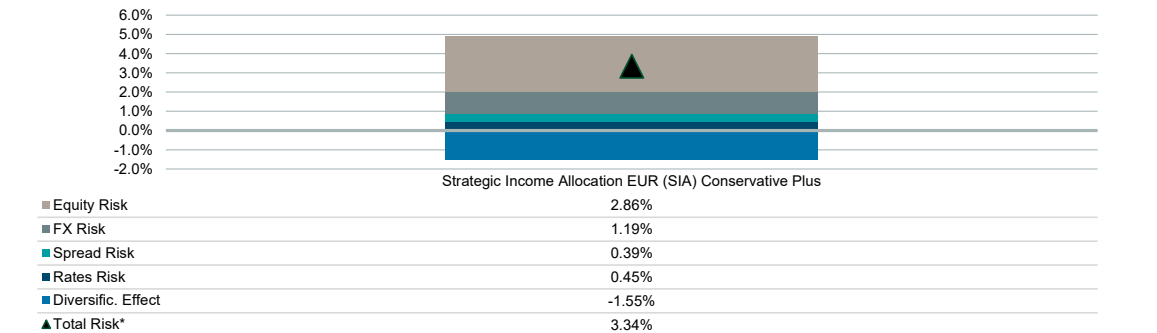 6.0%
5.0%
4.0%
3.0%
2.0%
1.0%
0.0%
-1.0%
-2.0%
Strategic Income Allocation EUR (SIA) Conservative Plus
Equity Risk 2.86%
FX Risk 1.19%
Spread Risk 0.39%
Rates Risk 0.45%
Diversific. Effect -1.55%
Total Risk* 3.34%